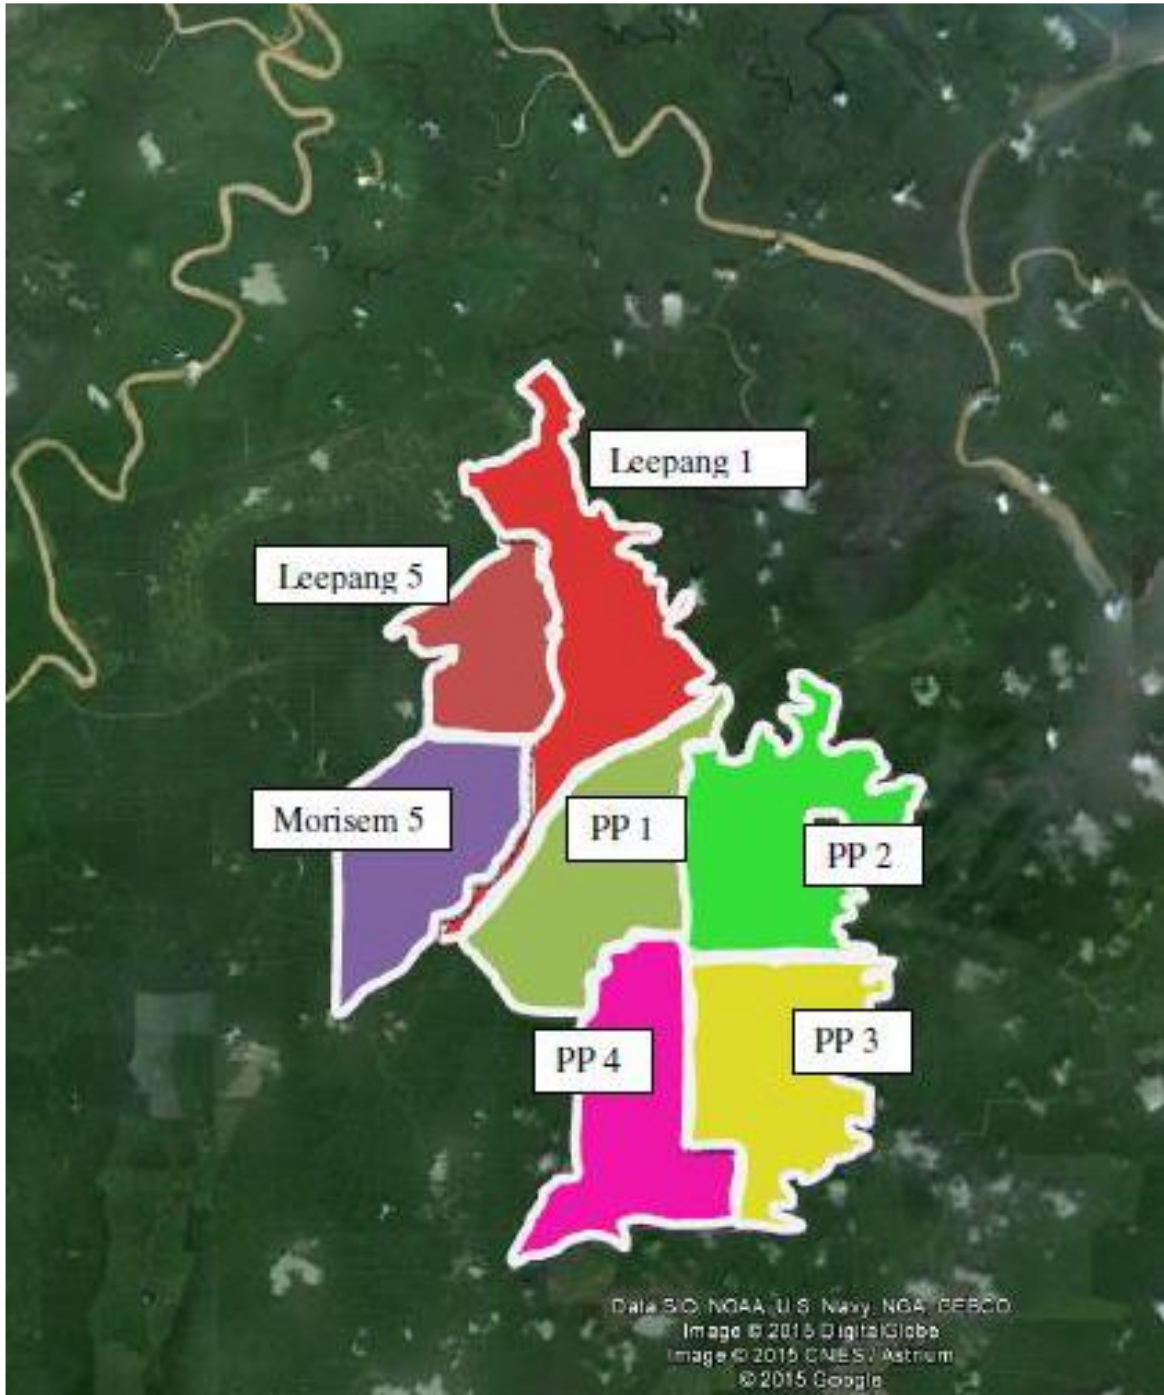 Leepang 1
Leepang 5
Morisem 5
PP 1
PP 2
PP 3
PP 4
Data SIO, NOAA, U.S. Navy, NGA, GEBCO
Image © 2015 DigitalGlobe
Image © 2015 CNES / Astrium
© 2015 Google